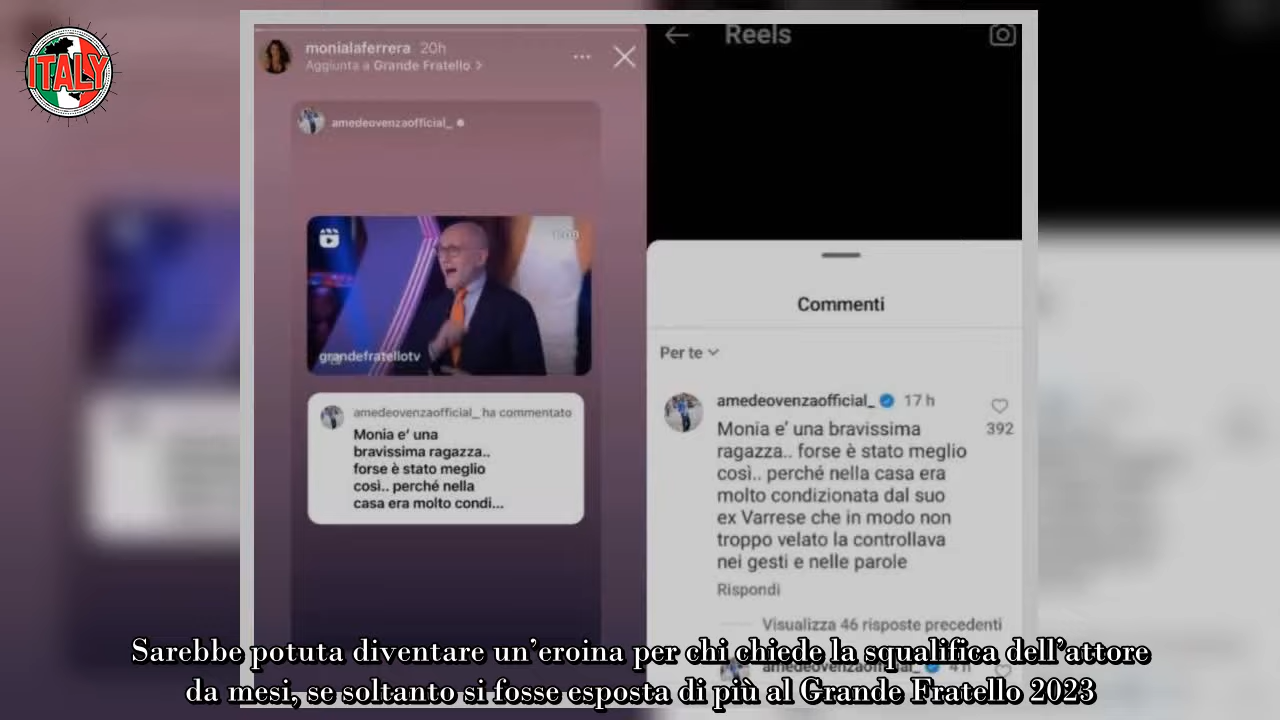 ITALY
monialaferrera 20h
Aggiunta a Grande Fratello >
amedeovenzaofficial_
grandefratellotv
amedeovenzaofficial_ ha commentato
Monia e' una
bravissima ragazza..
forse è stato meglio
così.. perché nella
casa era molto condi...
Reels
Commenti
Per te
amedeovenzaofficial_ 17 h
392
Monia e' una bravissima
ragazza.. forse è stato meglio
così.. perché nella casa era
molto condizionata dal suo
ex Varrese che in modo non
troppo velato la controllava
nei gesti e nelle parole
Rispondi
Visualizza 46 risposte precedenti
amedeovenzaofficial_ 4 h
Sarebbe potuta diventare un'eroina per chi chiede la squalifica dell'attore
da mesi, se soltanto si fosse esposta di più al Grande Fratello 2023